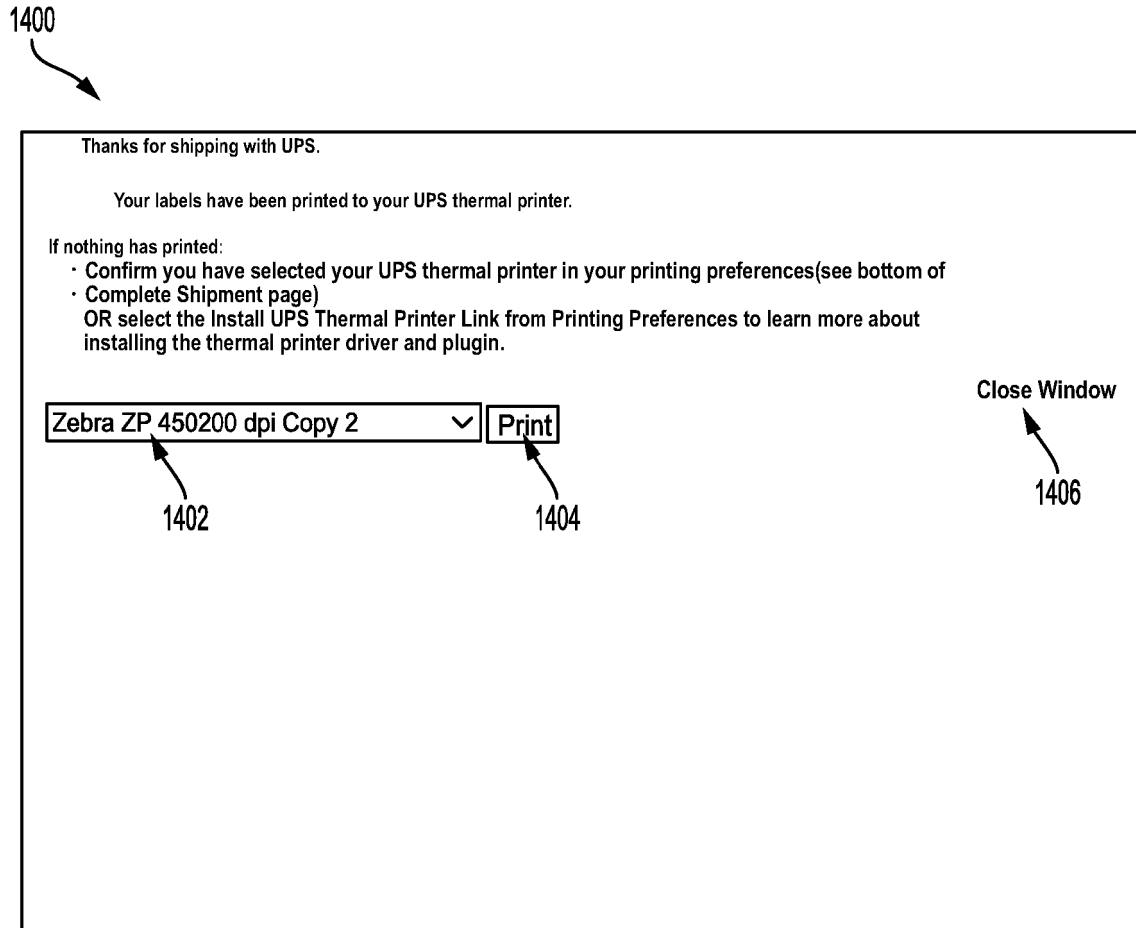 1400
Thanks for shipping with UPS.
Your labels have been printed to your UPS thermal printer.
If nothing has printed:
· Confirm you have selected your UPS thermal printer in your printing preferences(see bottom of
· Complete Shipment page)
OR select the Install UPS Thermal Printer Link from Printing Preferences to learn more about
installing the thermal printer driver and plugin.
Close Window
Zebra ZP 450200 dpi Copy 2 Print
1406
1402 1404